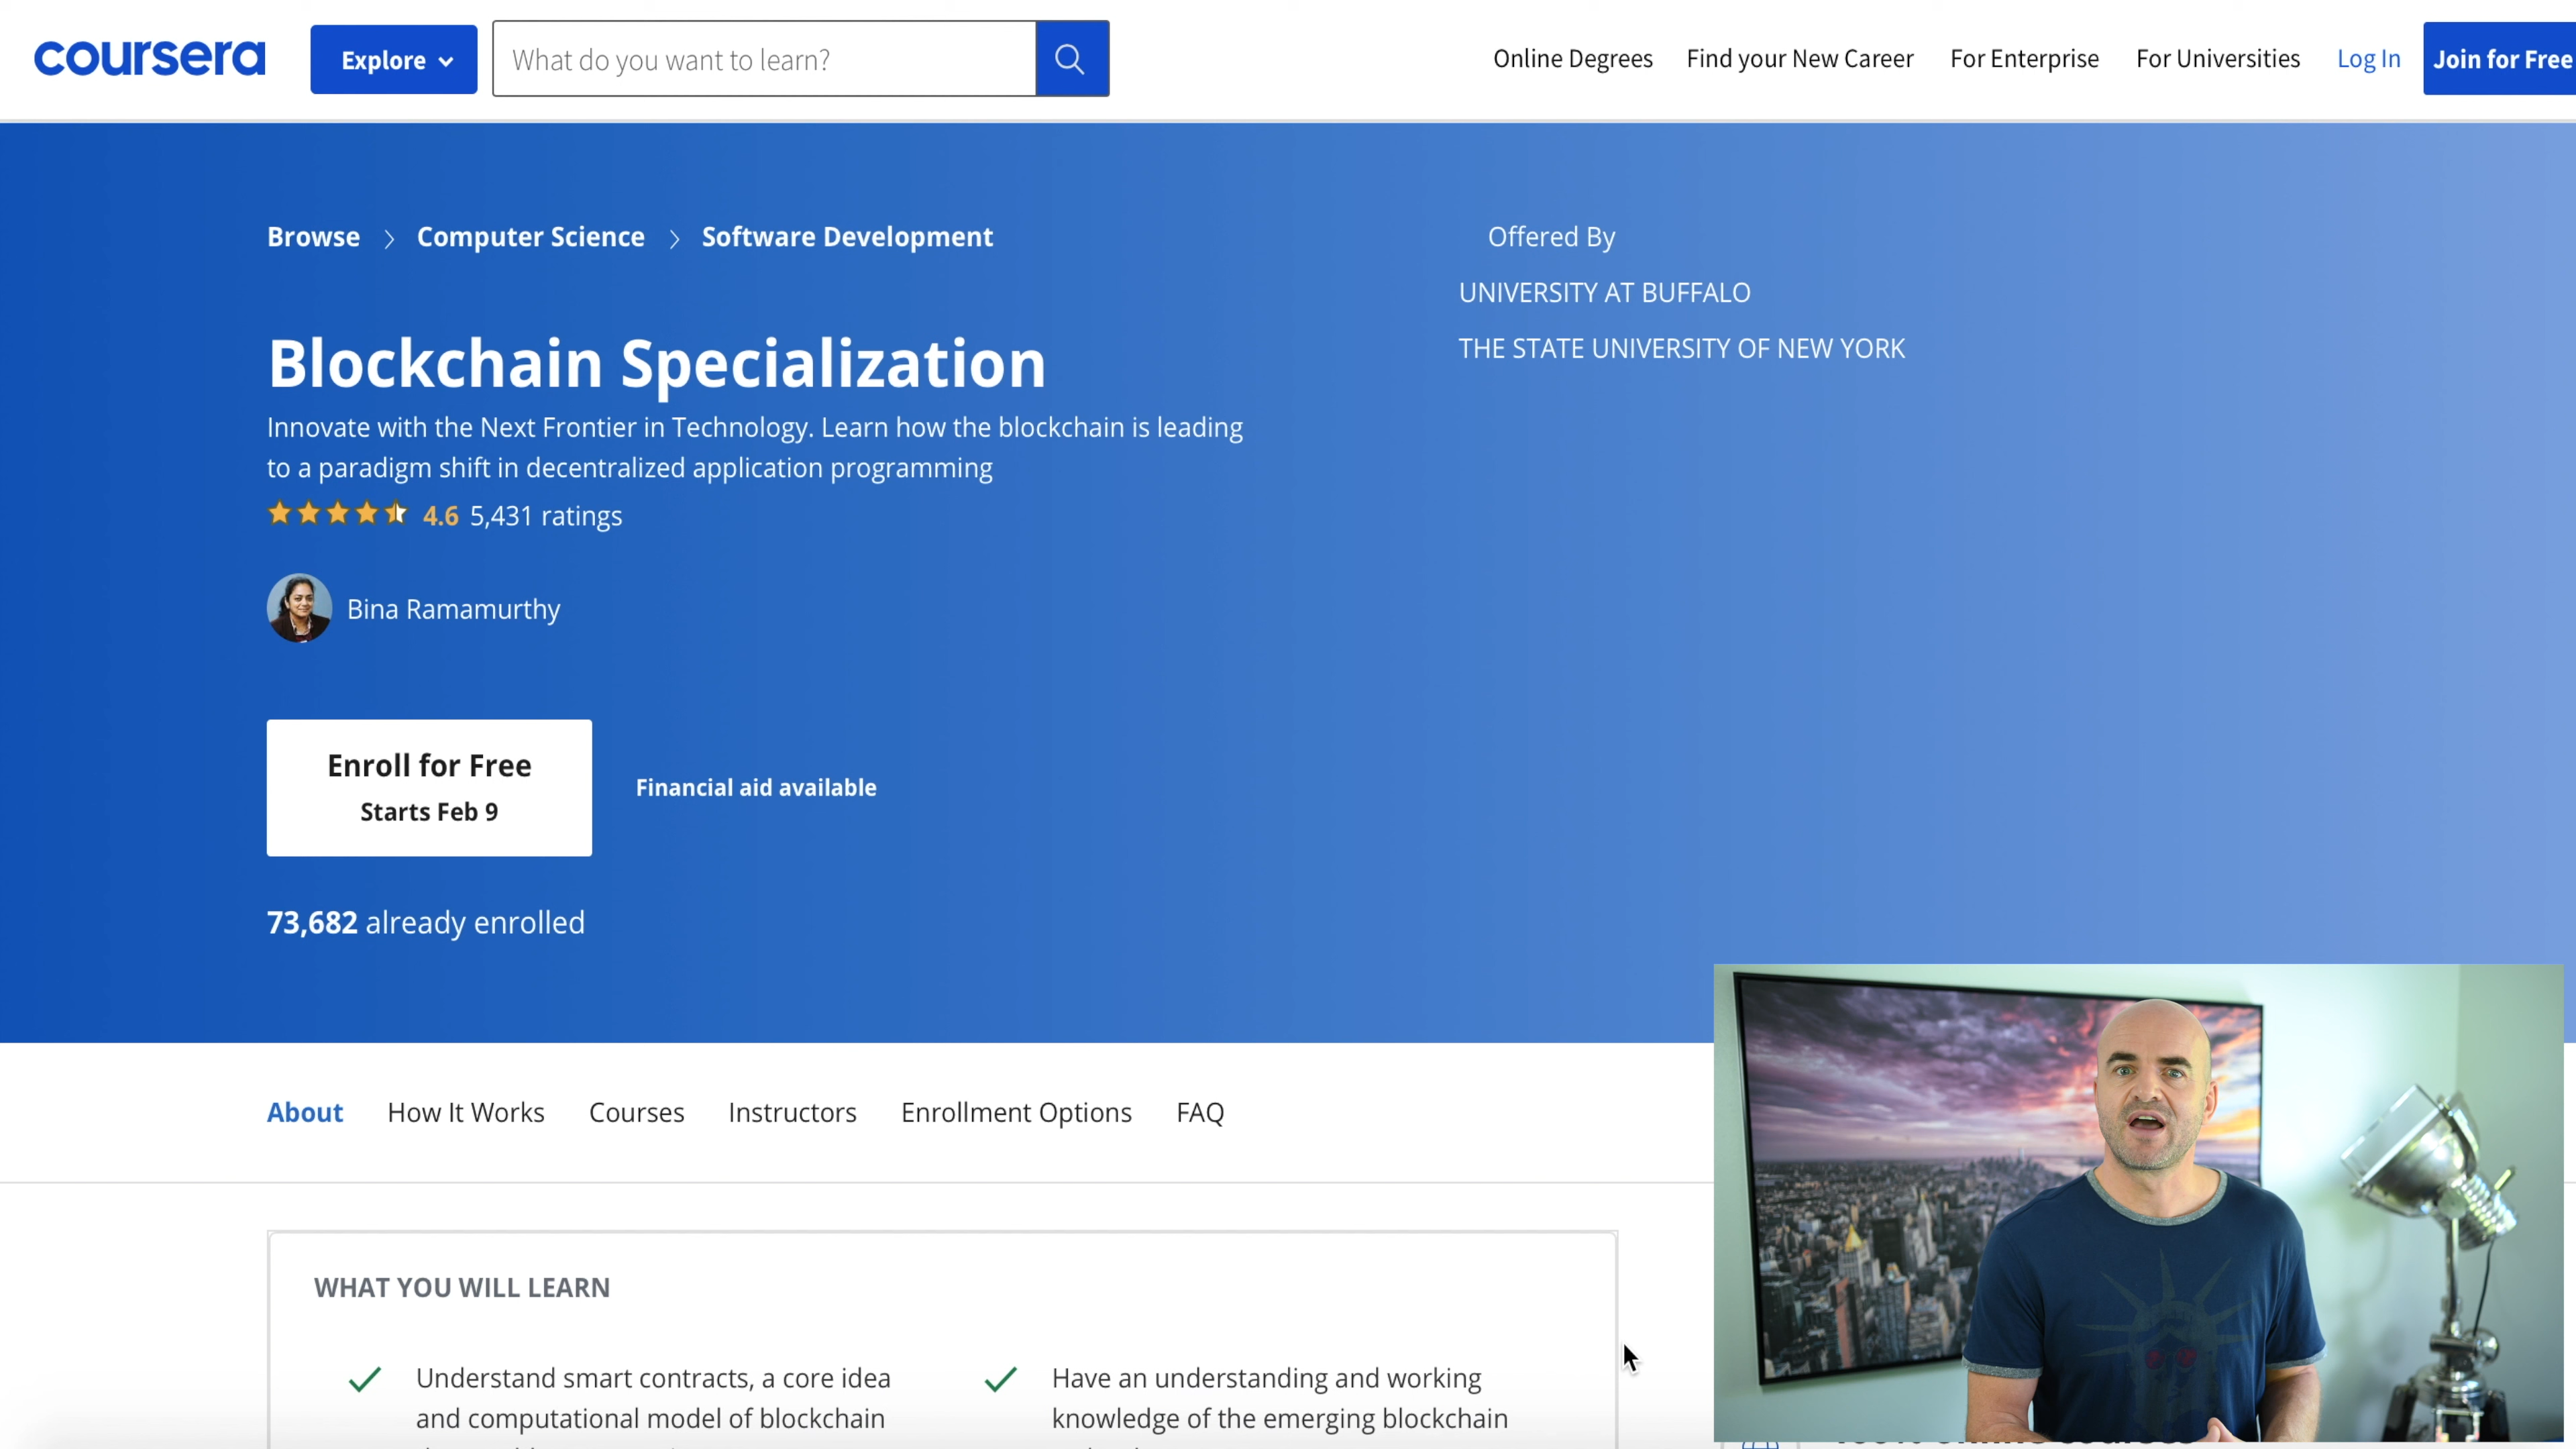 coursera
Explore
What do you want to learn?
Online Degrees
Find your New Career
For Enterprise
For Universities
Log In
Join for Free
Browse > Computer Science > Software Development
Offered By
UNIVERSITY AT BUFFALO
THE STATE UNIVERSITY OF NEW YORK
Blockchain Specialization
Innovate with the Next Frontier in Technology. Learn how the blockchain is leading
to a paradigm shift in decentralized application programming
4.6 5,431 ratings
Bina Ramamurthy
Enroll for Free
Starts Feb 9
Financial aid available
73,682 already enrolled
About
How It Works
Courses
Instructors
Enrollment Options
FAQ
WHAT YOU WILL LEARN
Understand smart contracts, a core idea
and computational model of blockchain
Have an understanding and working
knowledge of the emerging blockchain